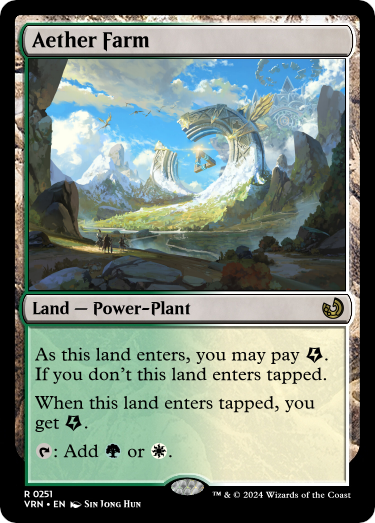 Aether Farm
Land — Power-Plant
As this land enters, you may pay.
If you don't this land enters tapped.
When this land enters tapped, you
get.
: Add or.
R 0251
VRN • EN Sin Jong Hun
™ & © 2024 Wizards of the Coast